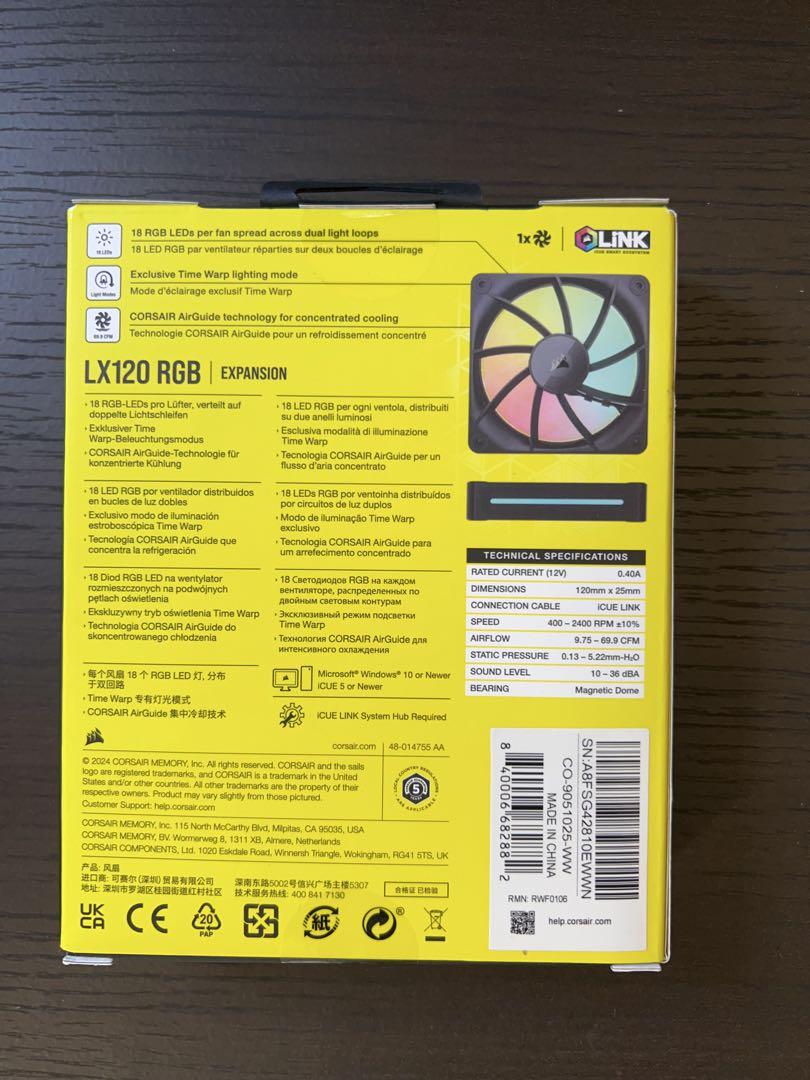 18 LEDs
18 RGB LEDs per fan spread across dual light loops
18 LED RGB par ventilateur réparties sur deux boucles d'éclairage
Light Modes
Exclusive Time Warp lighting mode
Mode d'éclairage exclusif Time Warp
69.9 CFM
CORSAIR AirGuide technology for concentrated cooling
Technologie CORSAIR AirGuide pour un refroidissement concentré
1x
LiNK
iCUE SMART ECOSYSTEM
LX120 RGB | EXPANSION
› 18 RGB-LEDs pro Lüfter, verteilt auf
doppelte Lichtschleifen
› Exklusiver Time
Warp-Beleuchtungsmodus
› CORSAIR AirGuide-Technologie für
konzentrierte Kühlung
› 18 LED RGB per ogni ventola, distribuiti
su due anelli luminosi
› Esclusiva modalità di illuminazione
Time Warp
› Tecnologia CORSAIR AirGuide per un
flusso d'aria concentrato
› 18 LED RGB por ventilador distribuidos
en bucles de luz dobles
› Exclusivo modo de iluminación
estroboscópica Time Warp
› Tecnología CORSAIR AirGuide que
concentra la refrigeración
› 18 LEDs RGB por ventoinha distribuídos
por circuitos de luz duplos
› Modo de iluminação Time Warp
exclusivo
› Tecnologia CORSAIR AirGuide para
um arrefecimento concentrado
› 18 Diod RGB LED na wentylator
rozmieszczonych na podwójnych
pętlach oświetlenia
› Ekskluzywny tryb oświetlenia Time Warp
› Technologia CORSAIR AirGuide do
skoncentrowanego chłodzenia
› 18 Светодиодов RGB на каждом
вентиляторе, распределенных по
двойным световым контурам
› Эксклюзивный режим подсветки
Time Warp
› Технология CORSAIR AirGuide для
интенсивного охлаждения
› 每个风扇 18 个 RGB LED 灯, 分布
于双回路
› Time Warp 专有灯光模式
› CORSAIR AirGuide 集中冷却技术
Microsoft® Windows® 10 or Newer
iCUE 5 or Newer
iCUE LINK System Hub Required
TECHNICAL SPECIFICATIONS
RATED CURRENT (12V) 0.40A
DIMENSIONS 120mm x 25mm
CONNECTION CABLE iCUE LINK
SPEED 400 – 2400 RPM ±10%
AIRFLOW 9.75 – 69.9 CFM
STATIC PRESSURE 0.13 – 5.22mm-H₂O
SOUND LEVEL 10 – 36 dBA
BEARING Magnetic Dome
corsair.com | 48-014755 AA
© 2024 CORSAIR MEMORY, Inc. All rights reserved. CORSAIR and the sails
logo are registered trademarks, and CORSAIR is a trademark in the United
States and/or other countries. All other trademarks are the property of their
respective owners. Product may vary slightly from those pictured.
Customer Support: help.corsair.com
LOCAL COUNTRY REGULATIONS
5
ARE APPLICABLE
CORSAIR MEMORY, Inc. 115 North McCarthy Blvd, Milpitas, CA 95035, USA
CORSAIR MEMORY, BV. Wormerweg 8, 1311 XB, Almere, Netherlands
CORSAIR COMPONENTS, Ltd. 1020 Eskdale Road, Winnersh Triangle, Wokingham, RG41 5TS, UK
产品: 风扇
进口商: 可赛尔 (深圳) 贸易有限公司
地址: 深圳市罗湖区桂园街道红村社区
深南东路5002号信兴广场主楼5307
技术服务热线: 400 841 7130
合格证 已检验
UK
CA
CE
20
PAP
紙
®
SN:A8FSG42810EWWN
CO-9051025-WW
MADE IN CHINA
8 40006 68288 2
RMN: RWF0106
help.corsair.com